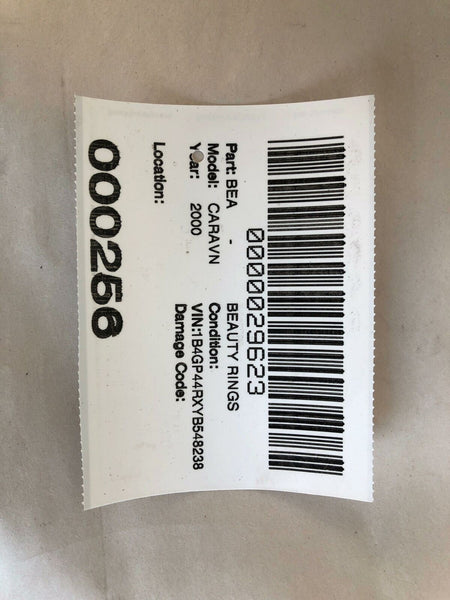 0000029623
Part: BEA - BEAUTY RINGS
Model: CARAVN Condition:
Year: 2000 VIN:1B4GP44RXYB548238
Damage Code:
Location:
000256